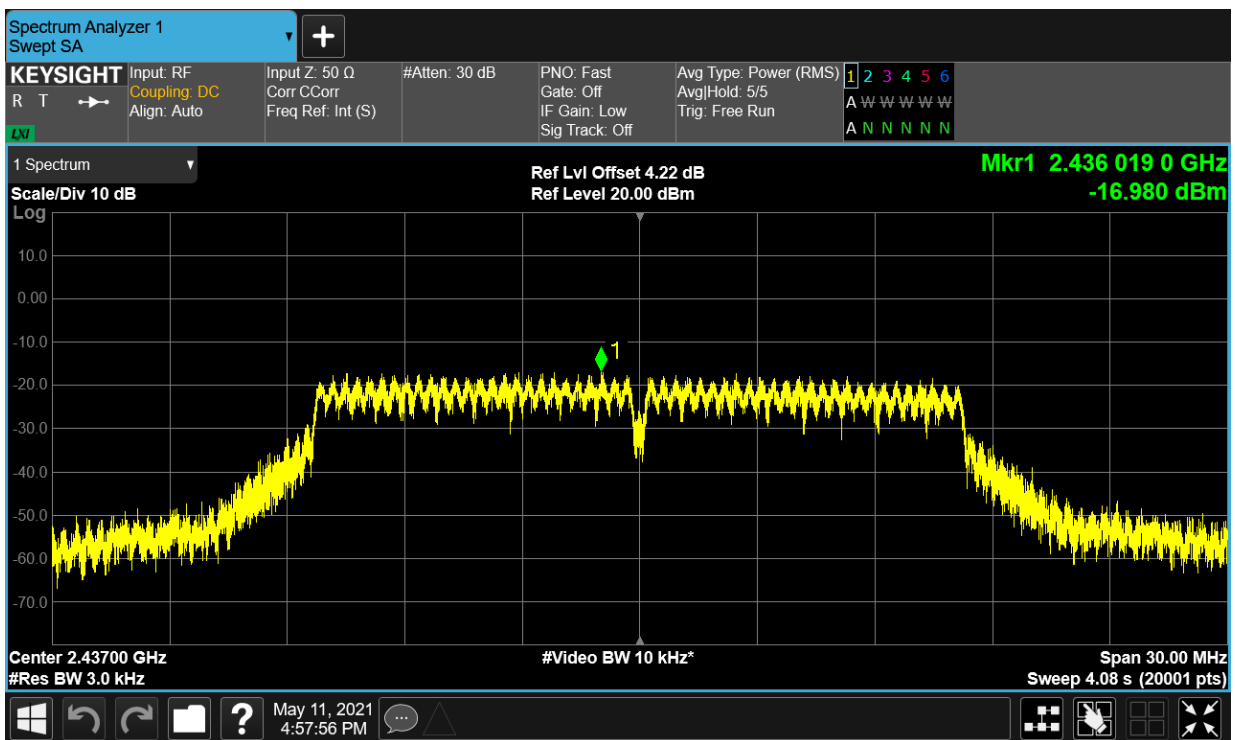 Spectrum Analyzer 1
Swept SA
KEYSIGHT
R T
LXI
Input: RF
Coupling: DC
Align: Auto
Input Z: 50 Ω
Corr CCorr
Freq Ref: Int (S)
#Atten: 30 dB
PNO: Fast
Gate: Off
IF Gain: Low
Sig Track: Off
Avg Type: Power (RMS)
Avg|Hold: 5/5
Trig: Free Run
1 2 3 4 5 6
A W W W W W
A N N N N N
1 Spectrum
Scale/Div 10 dB
Log
Ref Lvl Offset 4.22 dB
Ref Level 20.00 dBm
Mkr1 2.436 019 0 GHz
-16.980 dBm
10.0
0.00
-10.0
1
-20.0
-30.0
-40.0
-50.0
-60.0
-70.0
Center 2.43700 GHz
#Res BW 3.0 kHz
#Video BW 10 kHz*
Span 30.00 MHz
Sweep 4.08 s (20001 pts)
?
May 11, 2021
4:57:56 PM